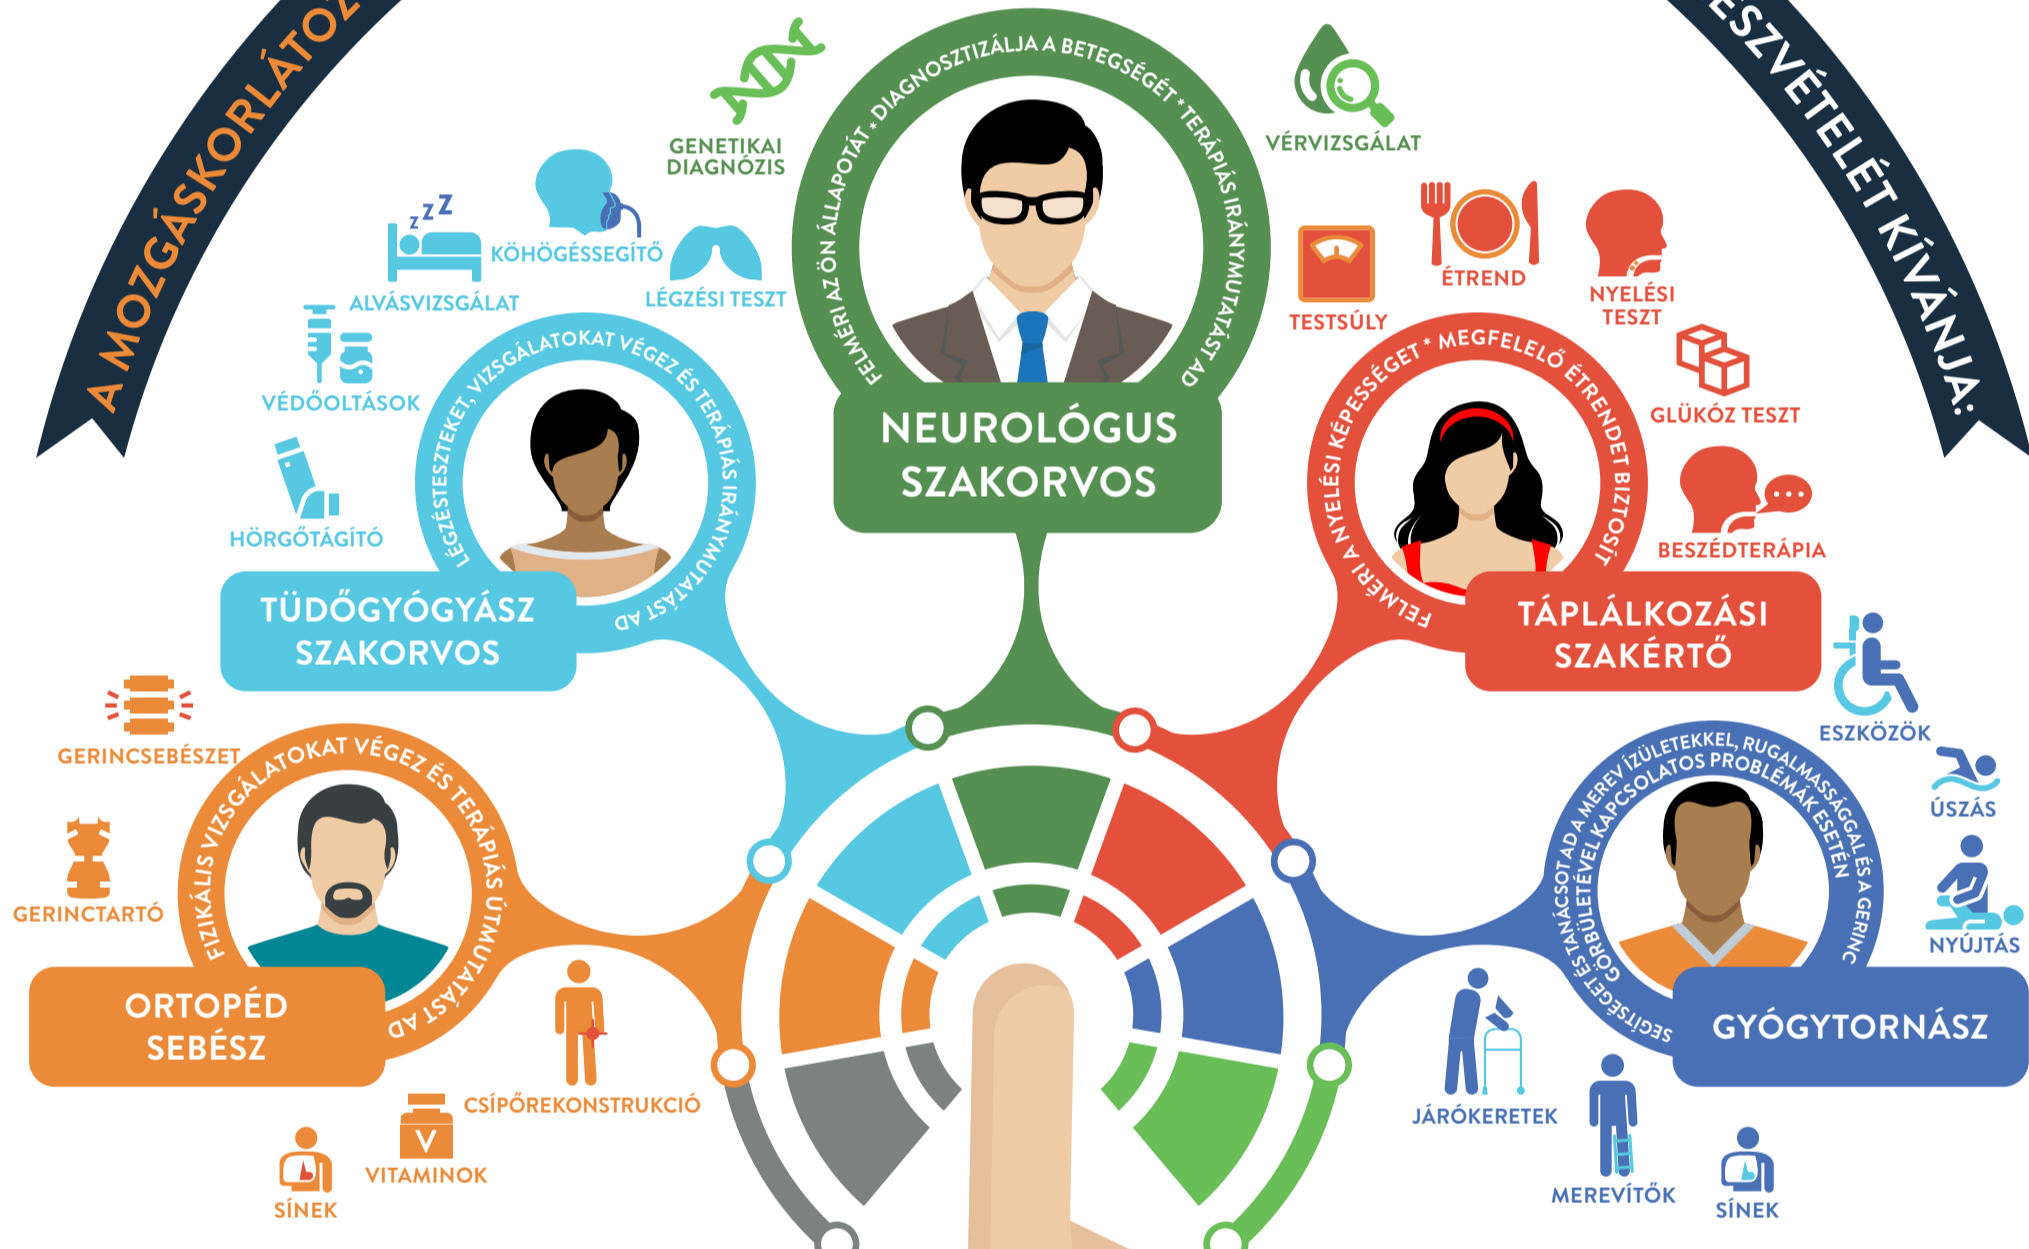 A MOZGÁSKORLÁTOZ
ÉSZVÉTELÉT KÍVÁNJA:
GENETIKAI
DIAGNÓZIS
FELMÉRI AZ ÖN ÁLLAPOTÁT * DIAGNOSZTIZÁLJA A BETEGSÉGÉT * TERÁPIÁS IRÁNYMUTATÁST AD
VÉRVIZSGÁLAT
NEUROLÓGUS
SZAKORVOS
zzZ
KÖHÖGÉSSEGÍTŐ
ALVÁSVIZSGÁLAT
LÉGZÉSI TESZT
VÉDŐOLTÁSOK
HÖRGŐTÁGÍTÓ
LÉGZÉSTESZTEKET, VIZSGÁLATOKAT VÉGEZ ÉS TERÁPIÁS IRÁNYMUTATÁST AD
TÜDŐGYÓGYÁSZ
SZAKORVOS
TESTSÚLY
ÉTREND
NYELÉSI
TESZT
GLÜKÓZ TESZT
BESZÉDTERÁPIA
FELMÉRI A NYELÉSI KÉPESSÉGET * MEGFELELŐ ÉTRENDET BIZTOSÍT
TÁPLÁLKOZÁSI
SZAKÉRTŐ
GERINCSEBÉSZET
GERINCTARTÓ
FIZIKÁLIS VIZSGÁLATOKAT VÉGEZ ÉS TERÁPIÁS ÚTMUTATÁST AD
ORTOPÉD
SEBÉSZ
CSÍPŐREKONSTRUKCIÓ
V
VITAMINOK
SÍNEK
ESZKÖZÖK
ÚSZÁS
NYÚJTÁS
SEGÍTSÉGET ÉS TANÁCSOT AD A MEREV ÍZÜLETEKKEL, RUGALMASSÁGGAL ÉS A GERINC
GÖRBÜLETÉVEL KAPCSOLATOS PROBLÉMÁK ESETÉN
GYÓGYTORNÁSZ
JÁRÓKERETEK
MEREVÍTŐK
SÍNEK